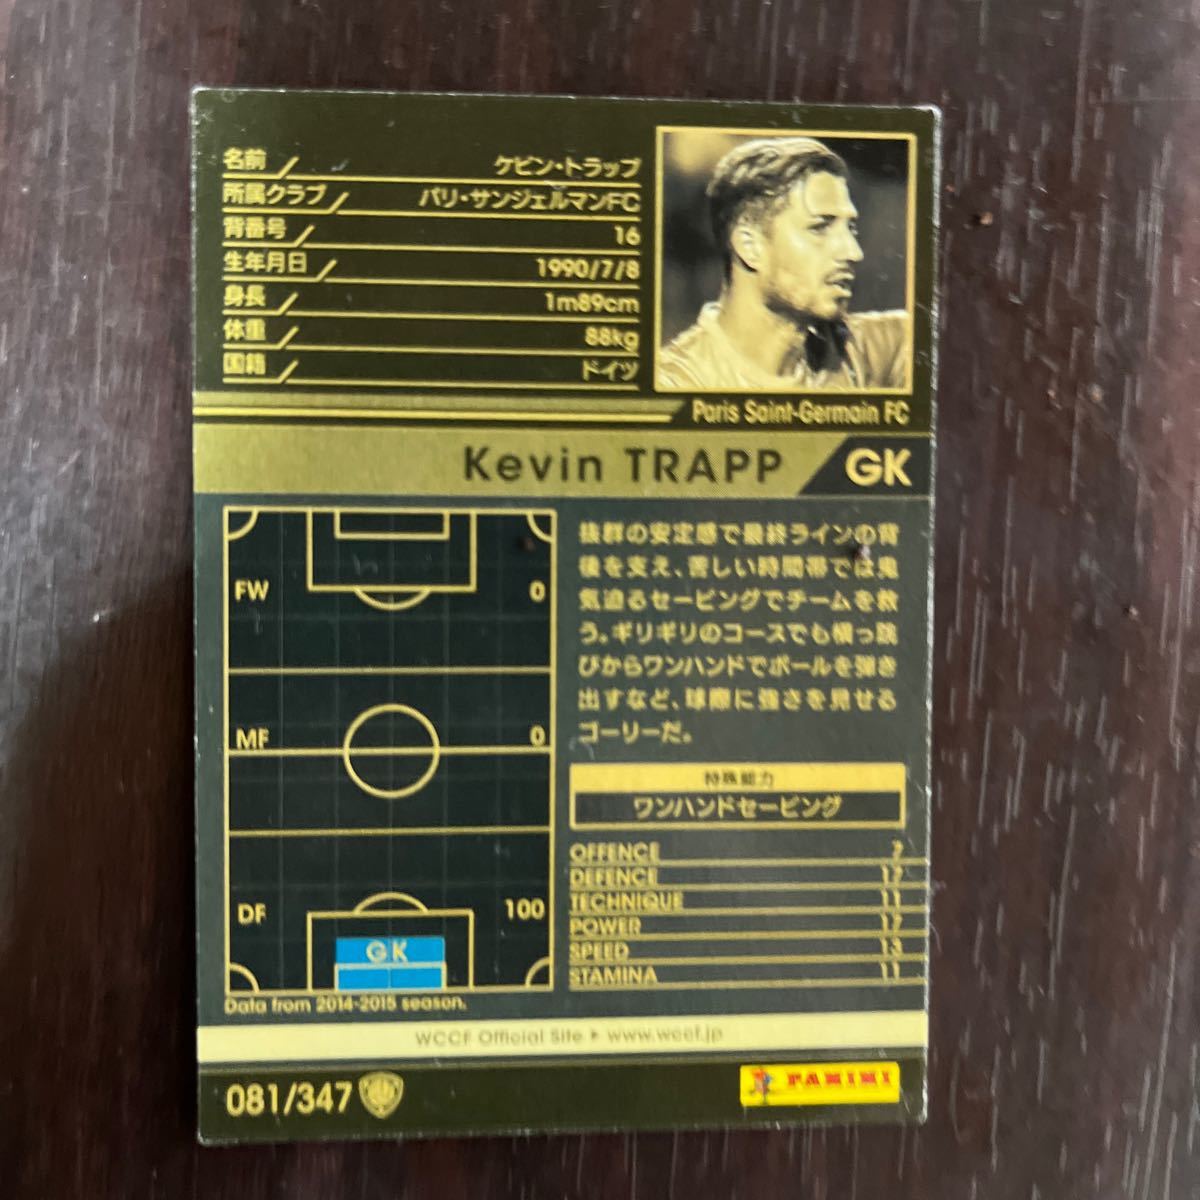 名前 ケビン・トラップ
所属クラブ パリ・サンジェルマンFC
背番号 16
生年月日 1990/7/8
身長 1m89cm
体重 88kg
国籍 ドイツ
Paris Saint-Germain FC
Kevin TRAPP GK
抜群の安定感で最終ラインの背
後を支え、苦しい時間帯では鬼
気迫るセービングでチームを救
う。ギリギリのコースでも横っ跳
びからワンハンドでボールを弾き
出すなど、球際に強さを見せる
ゴーリーだ。
FW 0
MF 0
DF 100
GK
Data from 2014-2015 season.
特殊能力
ワンハンドセービング
OFFENCE 7
DEFENCE 17
TECHNIQUE 11
POWER 17
SPEED 13
STAMINA 11
WCCF Official Site ▶ www.wccf.jp
081/347
PANINI